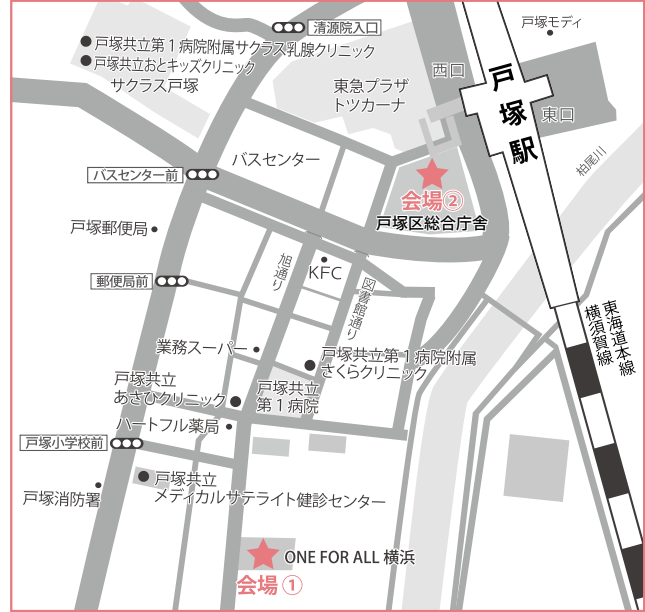 清源院入口
戸塚モディ
戸塚共立第1病院附属サクラス乳腺クリニック
戸塚共立おとキッズクリニック
サクラス戸塚
東急プラザ
トツカーナ
西口
戸塚駅
東口
柏尾川
バスセンター
バスセンター前
会場②
戸塚区総合庁舎
戸塚郵便局
郵便局前
旭通り
KFC
図書館通り
東海道本線
横須賀線
業務スーパー
戸塚共立第1病院附属
さくらクリニック
戸塚共立
あさひクリニック
戸塚共立
第1病院
ハートフル薬局
戸塚小学校前
戸塚共立
メディカルサテライト健診センター
戸塚消防署
ONE FOR ALL 横浜
会場①